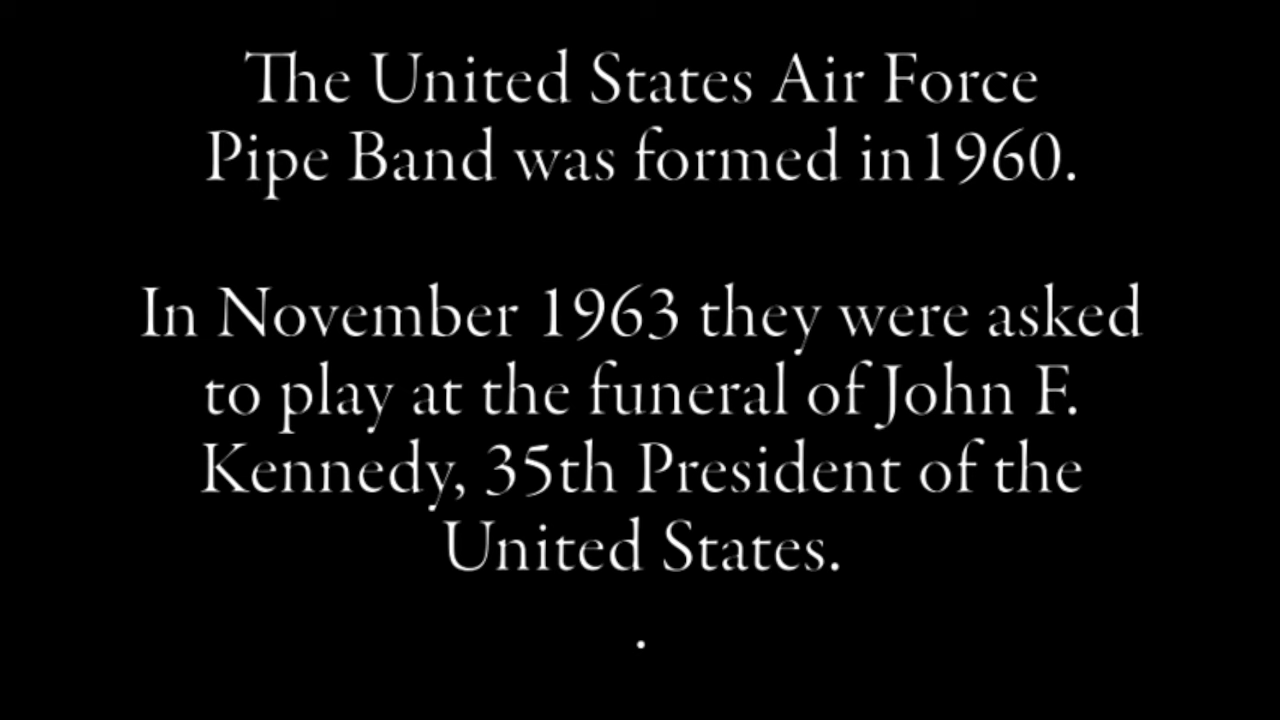 The United States Air Force
Pipe Band was formed in1960.
In November 1963 they were asked
to play at the funeral of John F.
Kennedy, 35th President of the
United States.
.